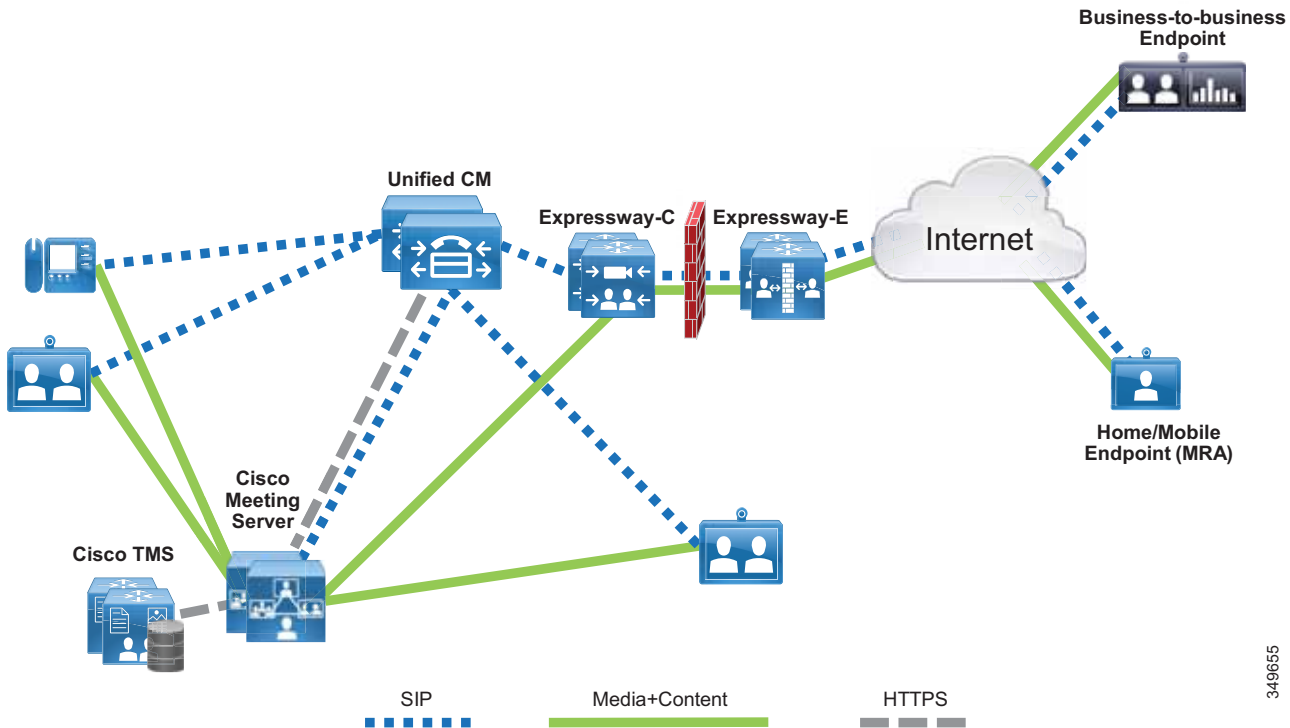 Business-to-business
Endpoint
Unified CM
Expressway-C
Expressway-E
Internet
Home/Mobile
Endpoint (MRA)
Cisco
Meeting
Server
Cisco TMS
SIP
Media+Content
HTTPS
349655